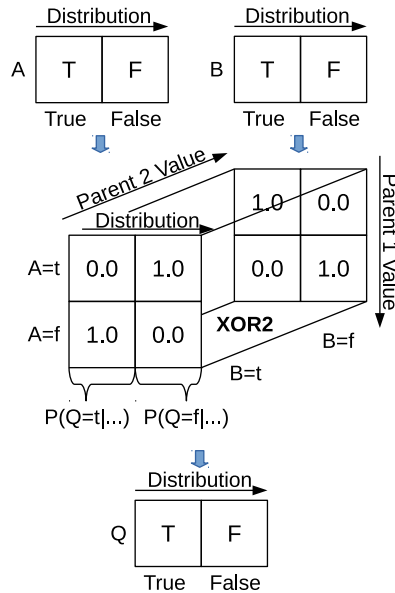 Distribution
Distribution
A
T
F
B
T
F
True
False
True
False
Parent 2 Value
Parent 1 Value
1.0
0.0
Distribution
A=t
0.0
1.0
0.0
1.0
A=f
1.0
0.0
XOR2
B=f
B=t
P(Q=t|...)
P(Q=f|...)
Distribution
Q
T
F
True
False